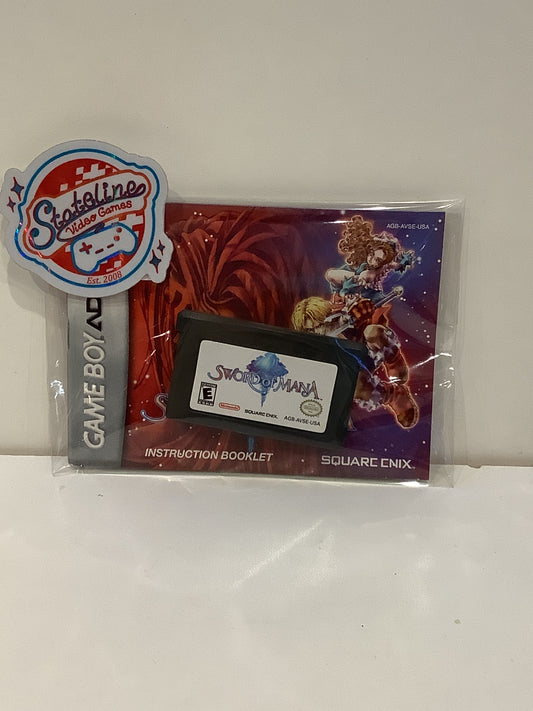 Stateline
Video Games
Est. 2008
GAME BOY AD
AGB-AVSE-USA
SWORD of MANA
E
Nintendo
SQUARE ENIX
AGB-AVSE-USA
INSTRUCTION BOOKLET
SQUARE ENIX